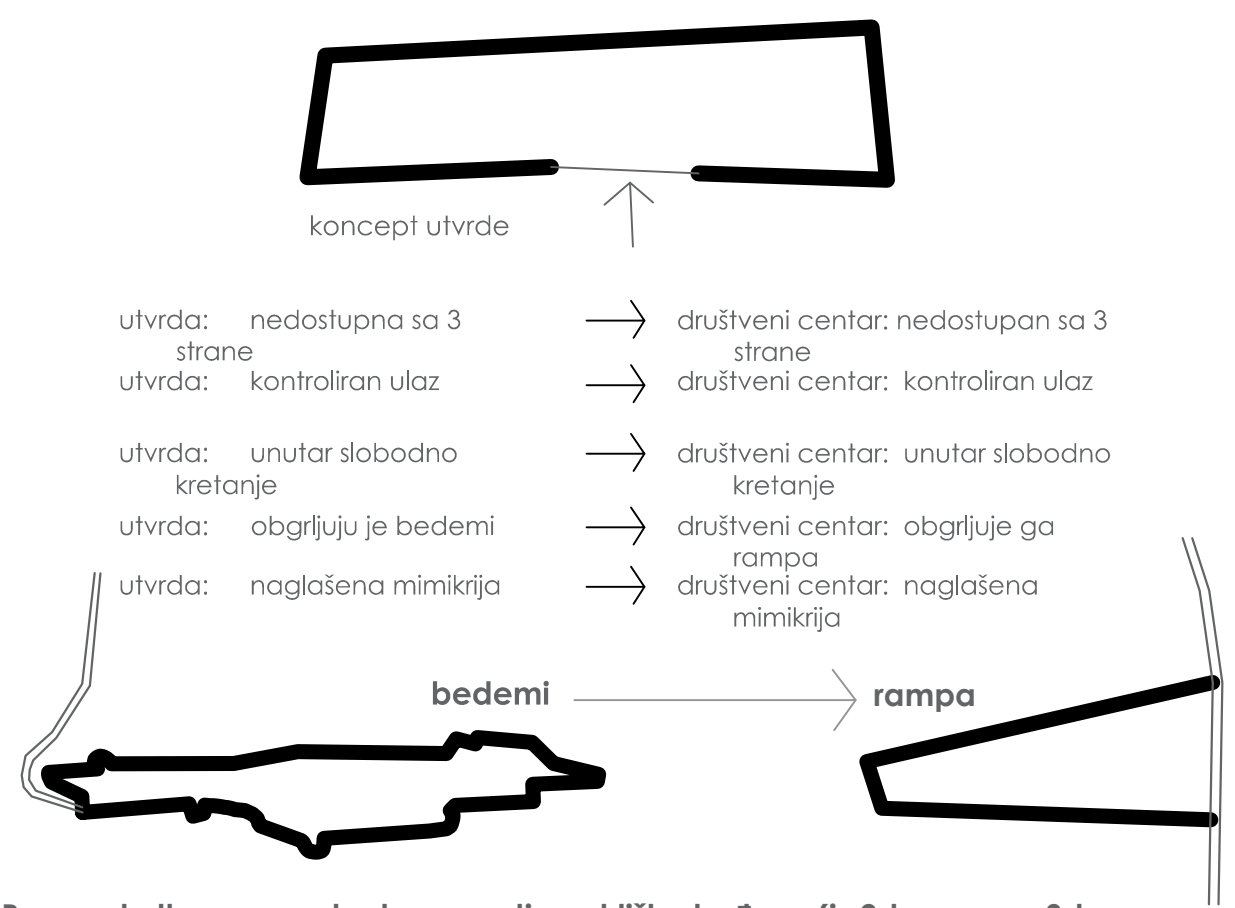 koncept utvrde
utvrda: nedostupna sa 3
strane
društveni centar: nedostupan sa 3
strane
utvrda: kontroliran ulaz
društveni centar: kontroliran ulaz
utvrda: unutar slobodno
kretanje
društveni centar: unutar slobodno
kretanje
utvrda: obgrljuju je bedemi
društveni centar: obgrljuje ga
rampa
utvrda: naglašena mimikrija
društveni centar: naglašena
mimikrija
bedemi
rampa